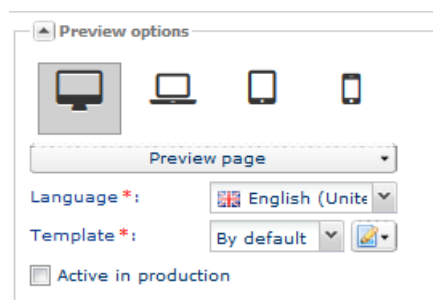 Preview options
Preview page
Language *:
English (Unite
Template *:
By default
Active in production